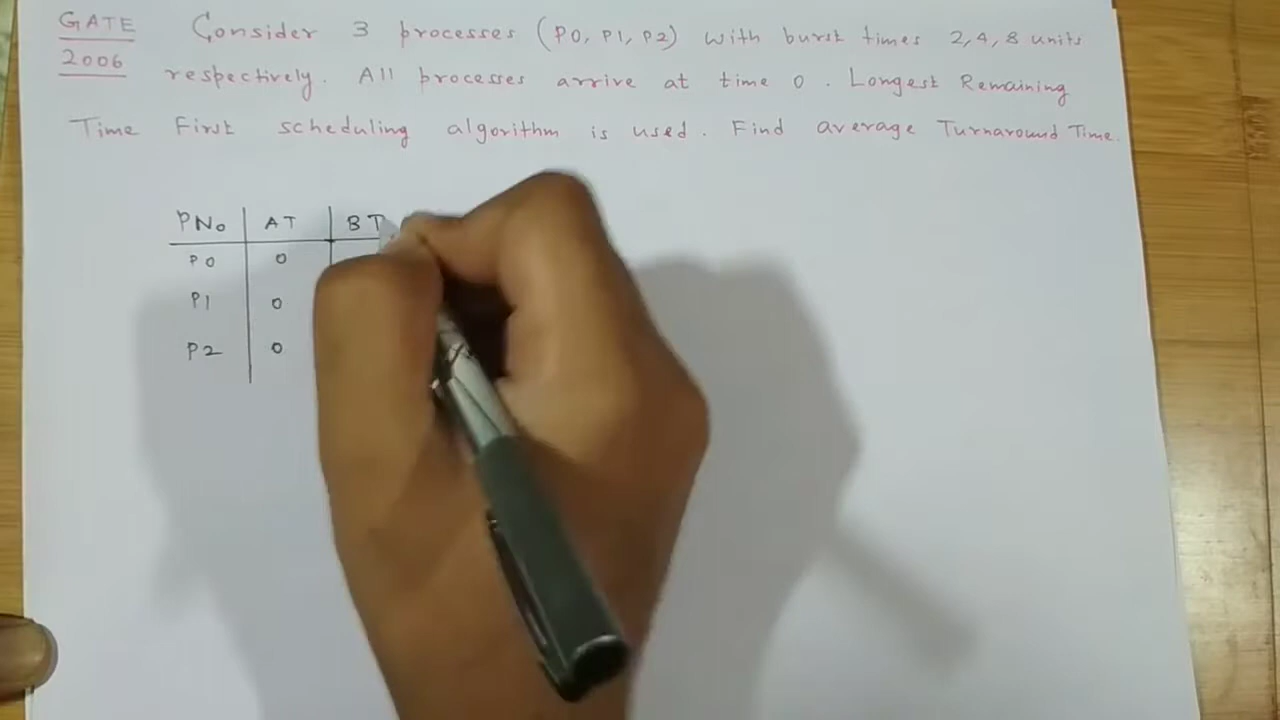 GATE 2006 Consider 3 processes (P0, P1, P2) with burst times 2, 4, 8 units
respectively. All processes arrive at time 0. Longest Remaining
Time First scheduling algorithm is used. Find average Turnaround Time.
PNo AT BT
P0 0
P1 0
P2 0